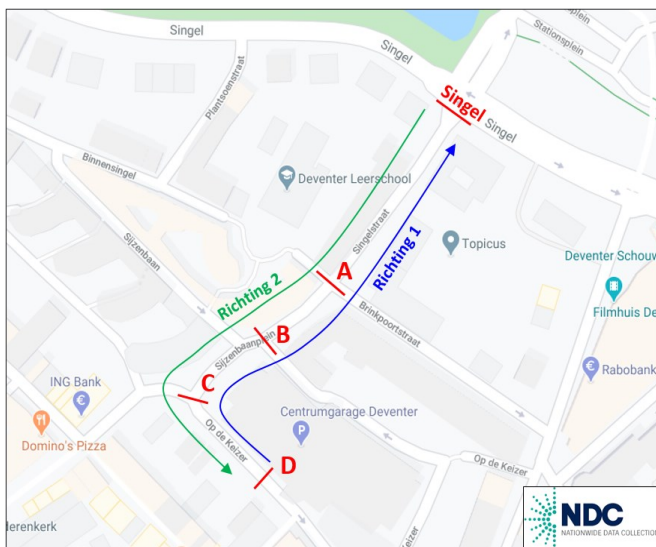 Singel
Singel
Stationsplein
Plantsoenstraat
Singel
Singel
Binnensingel
Deventer Leerschool
Sijzenbaan
Singelstraat
Richting 1
Topicus
A
Richting 2
Deventer Schouw
Filmhuis De
Brinkpoortstraat
B
Sijzenbaanplein
C
ING Bank
Rabobank
Centrumgarage Deventer
Op de Keizer
Domino's Pizza
D
Op de Keizer
derenkerk
NDC
NATIONWIDE DATA COLLECTION